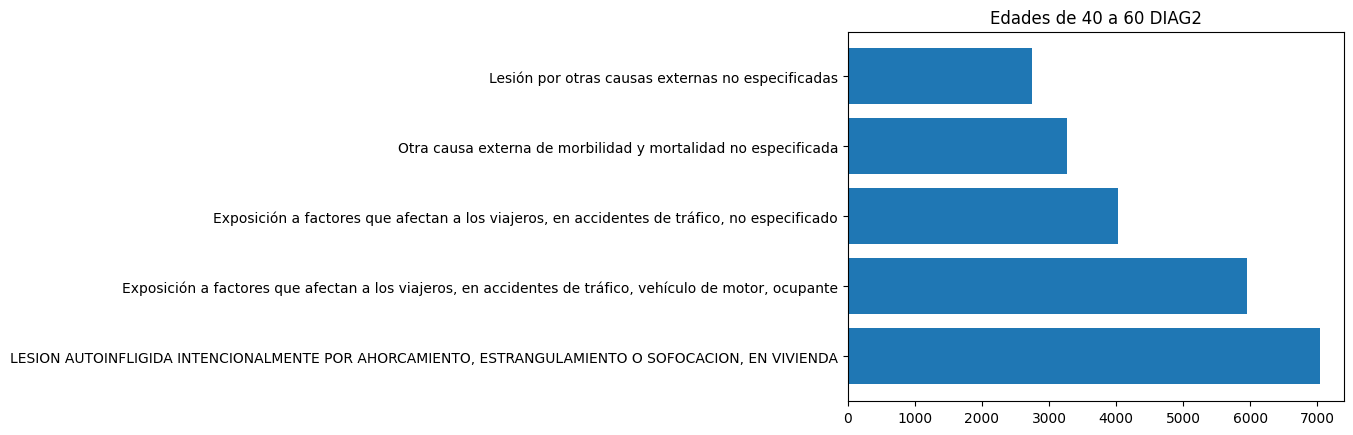 Edades de 40 a 60 DIAG2
Lesión por otras causas externas no especificadas
Otra causa externa de morbilidad y mortalidad no especificada
Exposición a factores que afectan a los viajeros, en accidentes de tráfico, no especificado
Exposición a factores que afectan a los viajeros, en accidentes de tráfico, vehículo de motor, ocupante
LESION AUTOINFLIGIDA INTENCIONALMENTE POR AHORCAMIENTO, ESTRANGULAMIENTO O SOFOCACION, EN VIVIENDA
0 1000 2000 3000 4000 5000 6000 7000